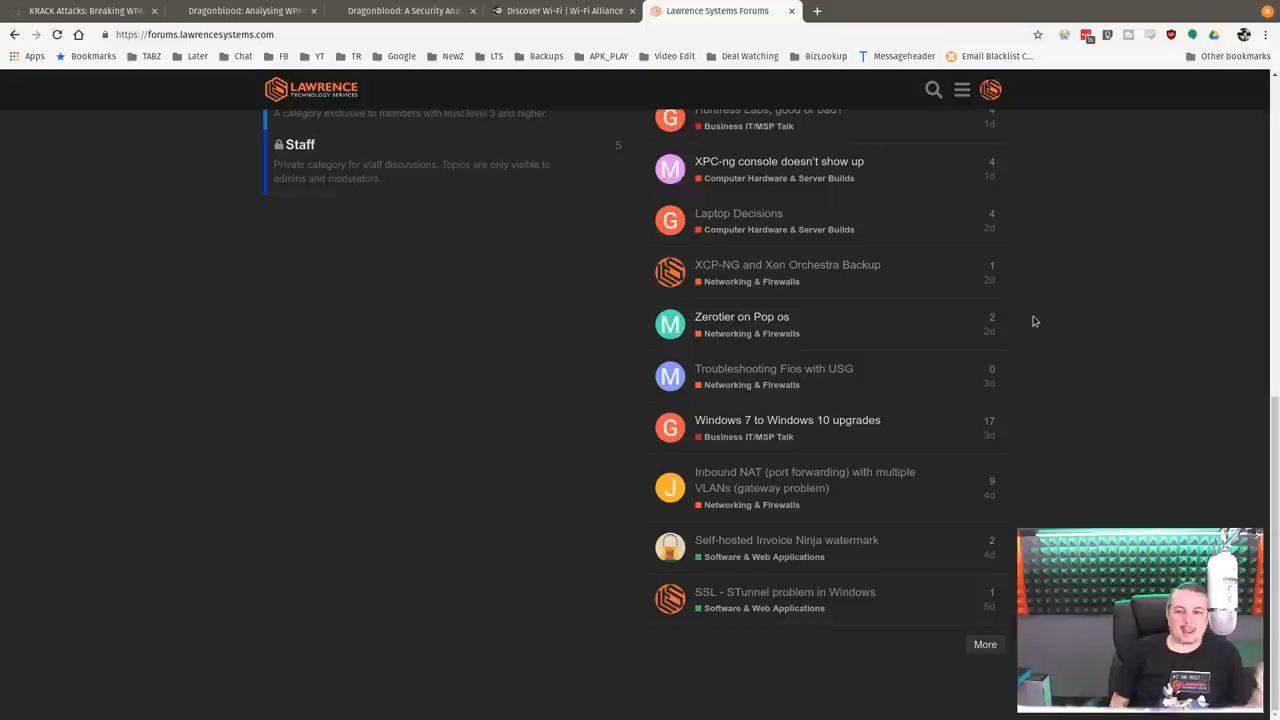 KRACK Attacks: Breaking WPA
Dragonblood: Analysing WPA
Dragonblood: A Security Anal
Discover Wi-Fi | Wi-Fi Alliance
Lawrence Systems Forums
https://forums.lawrencesystems.com
Apps Bookmarks TABZ Later Chat FB YT TR Google NewZ LTS Backups APK_PLAY Video Edit Deal Watching BizLookup Messageheader Email Blacklist C... Other bookmarks
LAWRENCE
TECHNOLOGY SERVICES
A category exclusive to members with trust level 3 and higher.
Staff 5
Private category for staff discussions. Topics are only visible to
admins and moderators.
G Huntress Labs, good or bad? 4
Business IT/MSP Talk 1d
M XPC-ng console doesn't show up 4
Computer Hardware & Server Builds 1d
G Laptop Decisions 4
Computer Hardware & Server Builds 2d
XCP-NG and Xen Orchestra Backup 1
Networking & Firewalls 2d
M Zerotier on Pop os 2
Networking & Firewalls 2d
M Troubleshooting Fios with USG 0
Networking & Firewalls 3d
G Windows 7 to Windows 10 upgrades 17
Business IT/MSP Talk 3d
J Inbound NAT (port forwarding) with multiple
VLANs (gateway problem) 9
Networking & Firewalls 4d
Self-hosted Invoice Ninja watermark 2
Software & Web Applications 4d
SSL - STunnel problem in Windows 1
Software & Web Applications 5d
More
LAWRENCE